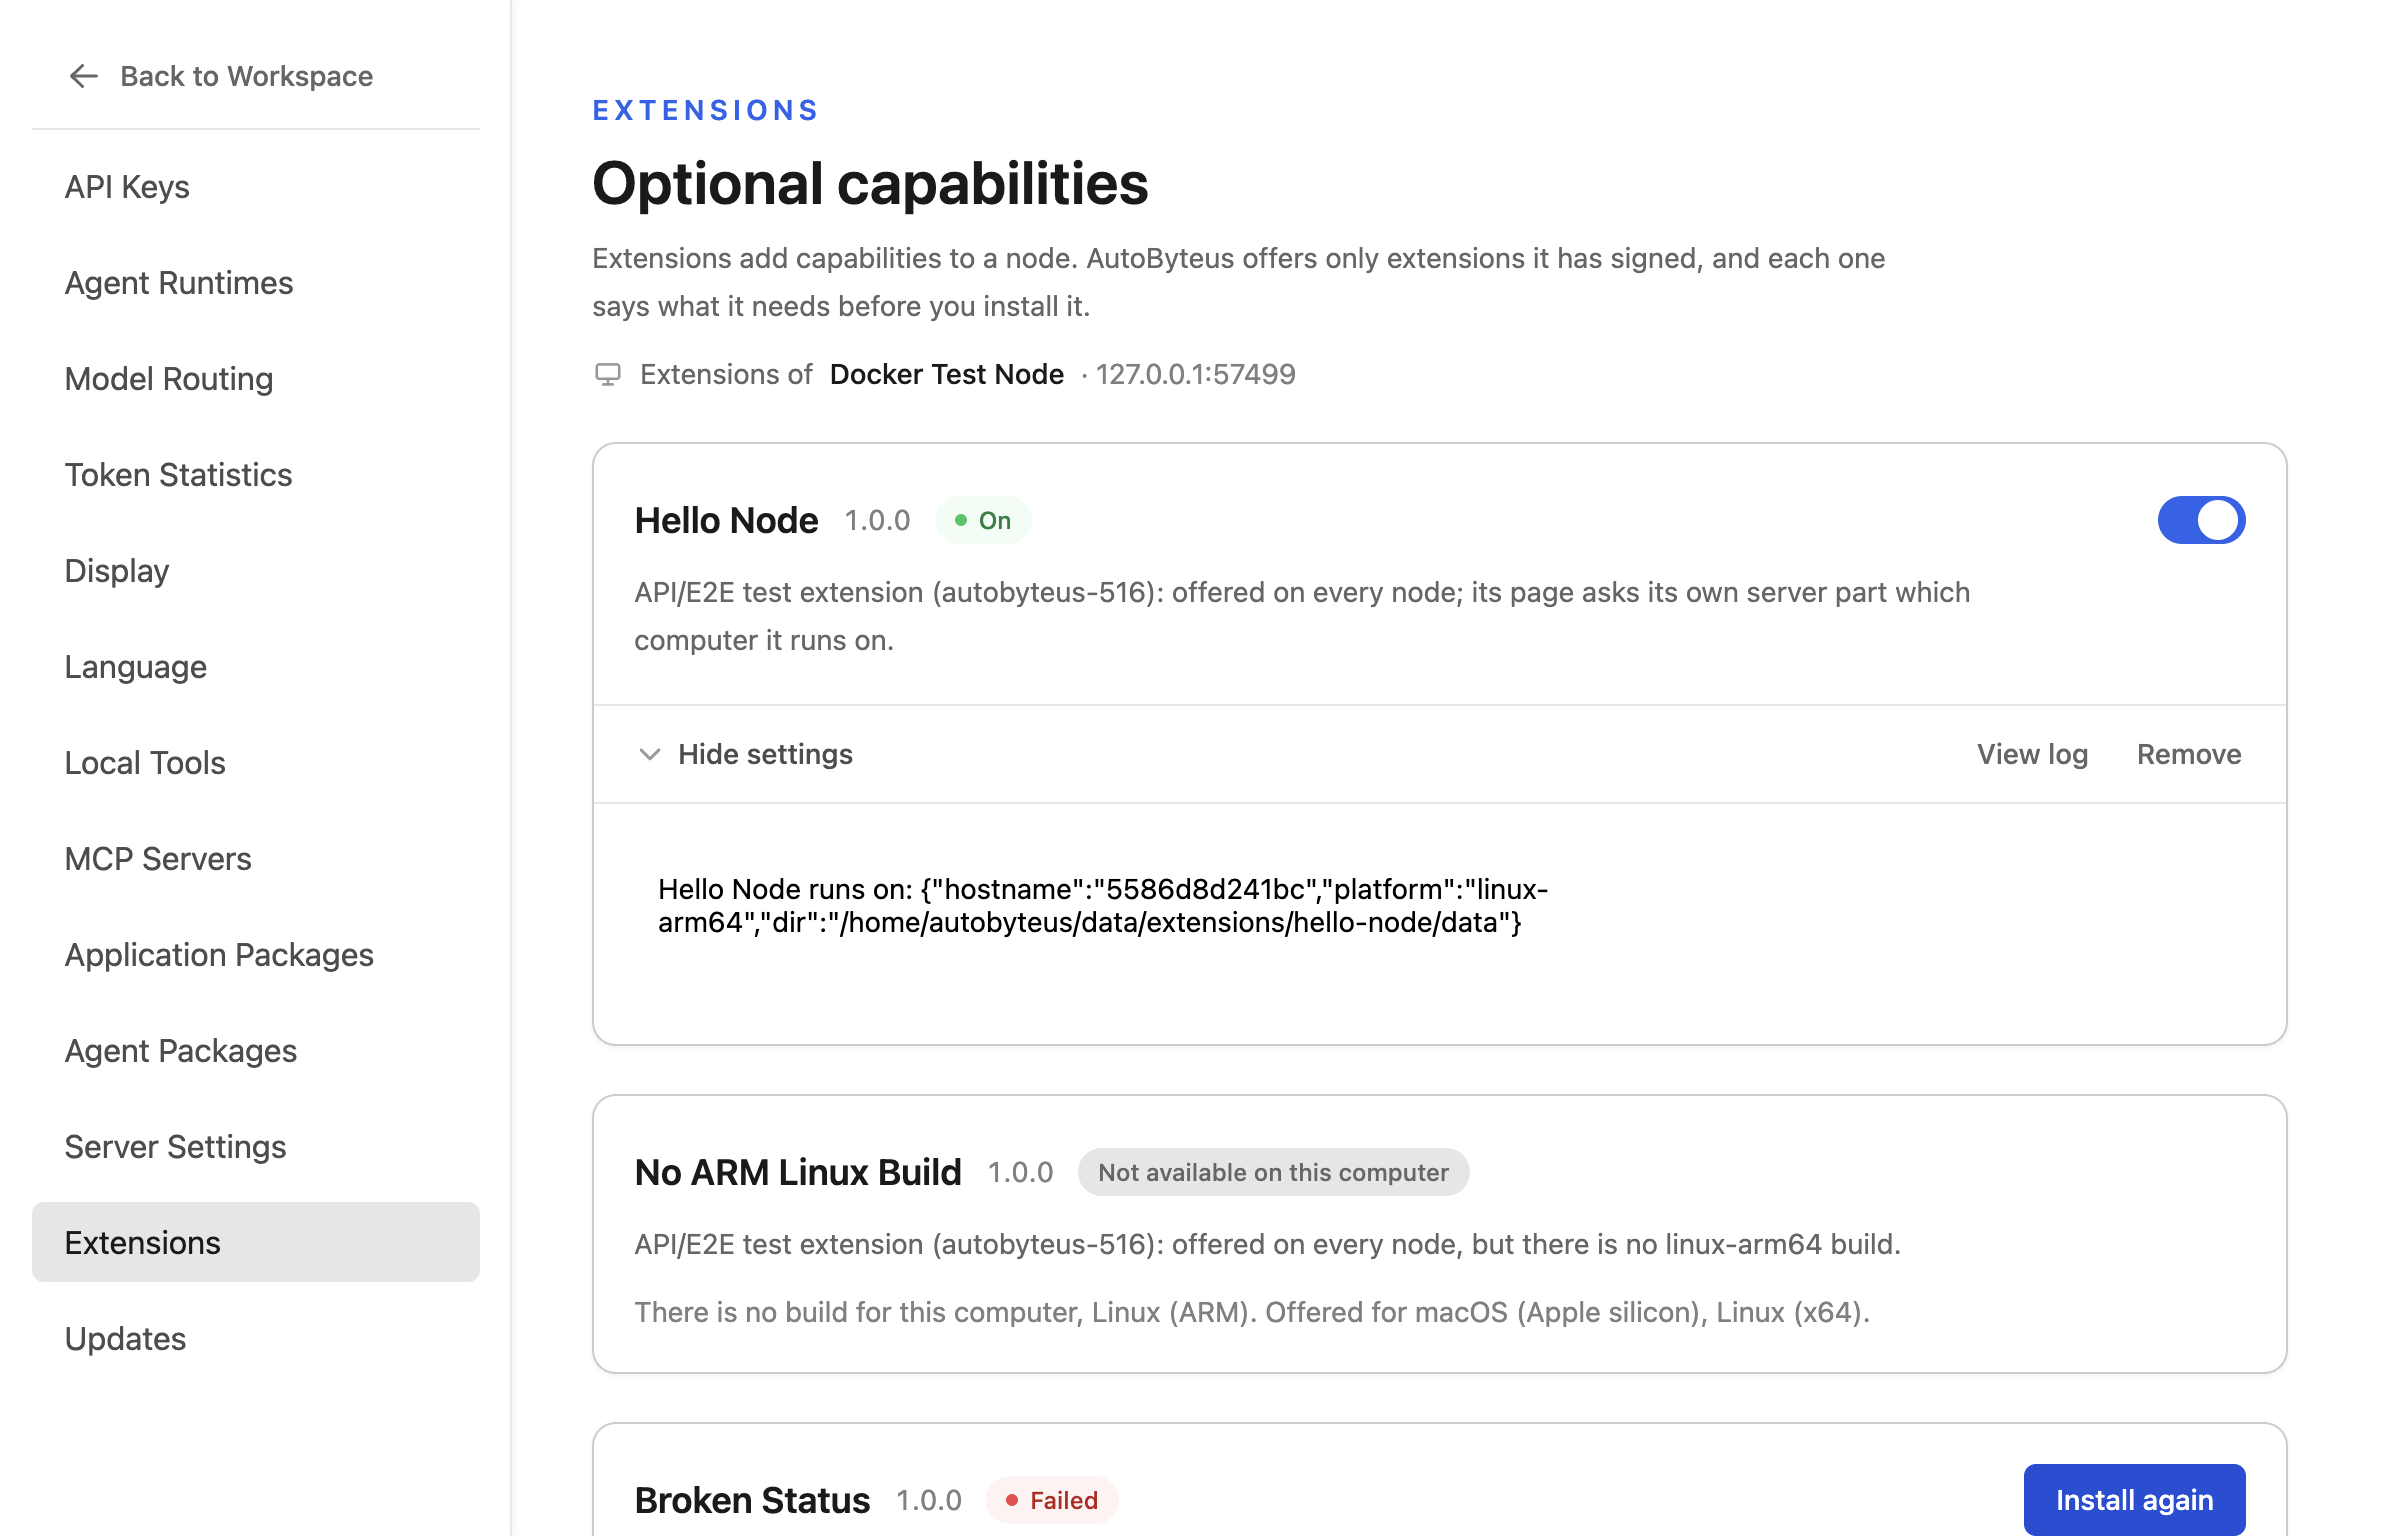 Back to Workspace
API Keys
Agent Runtimes
Model Routing
Token Statistics
Display
Language
Local Tools
MCP Servers
Application Packages
Agent Packages
Server Settings
Extensions
Updates
EXTENSIONS
Optional capabilities
Extensions add capabilities to a node. AutoByteus offers only extensions it has signed, and each one
says what it needs before you install it.
Extensions of Docker Test Node · 127.0.0.1:57499
Hello Node 1.0.0 On
API/E2E test extension (autobyteus-516): offered on every node; its page asks its own server part which
computer it runs on.
Hide settings View log Remove
Hello Node runs on: {"hostname":"5586d8d241bc","platform":"linux-
arm64","dir":"/home/autobyteus/data/extensions/hello-node/data"}
No ARM Linux Build 1.0.0 Not available on this computer
API/E2E test extension (autobyteus-516): offered on every node, but there is no linux-arm64 build.
There is no build for this computer, Linux (ARM). Offered for macOS (Apple silicon), Linux (x64).
Broken Status 1.0.0 Failed Install again